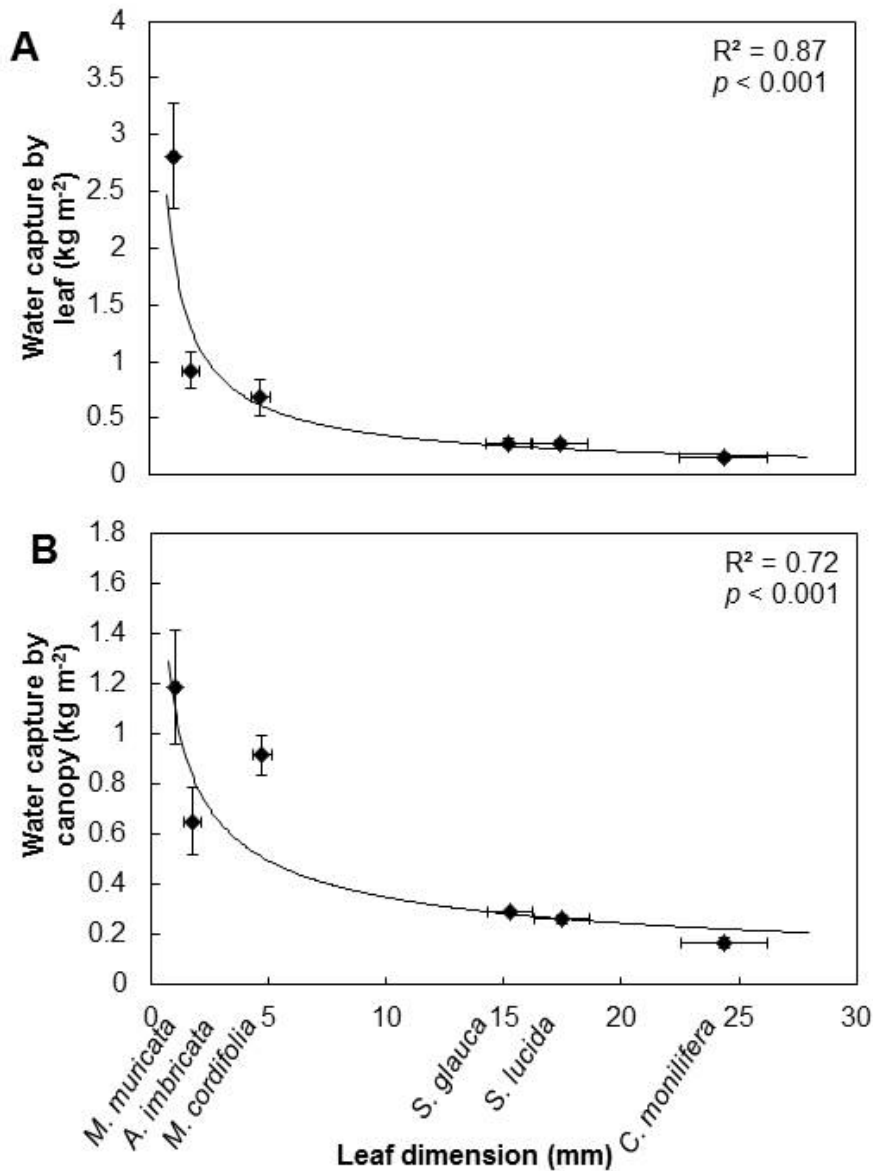 A
R² = 0.87
p < 0.001
Water capture by
leaf (kg m⁻²)
4
3.5
3
2.5
2
1.5
1
0.5
0
B
R² = 0.72
p < 0.001
Water capture by
canopy (kg m⁻²)
1.8
1.6
1.4
1.2
1
0.8
0.6
0.4
0.2
0
0 5 10 15 20 25 30
M. muricata
A. imbricata
M. cordifolia
S. glauca
S. lucida
C. monilifera
Leaf dimension (mm)